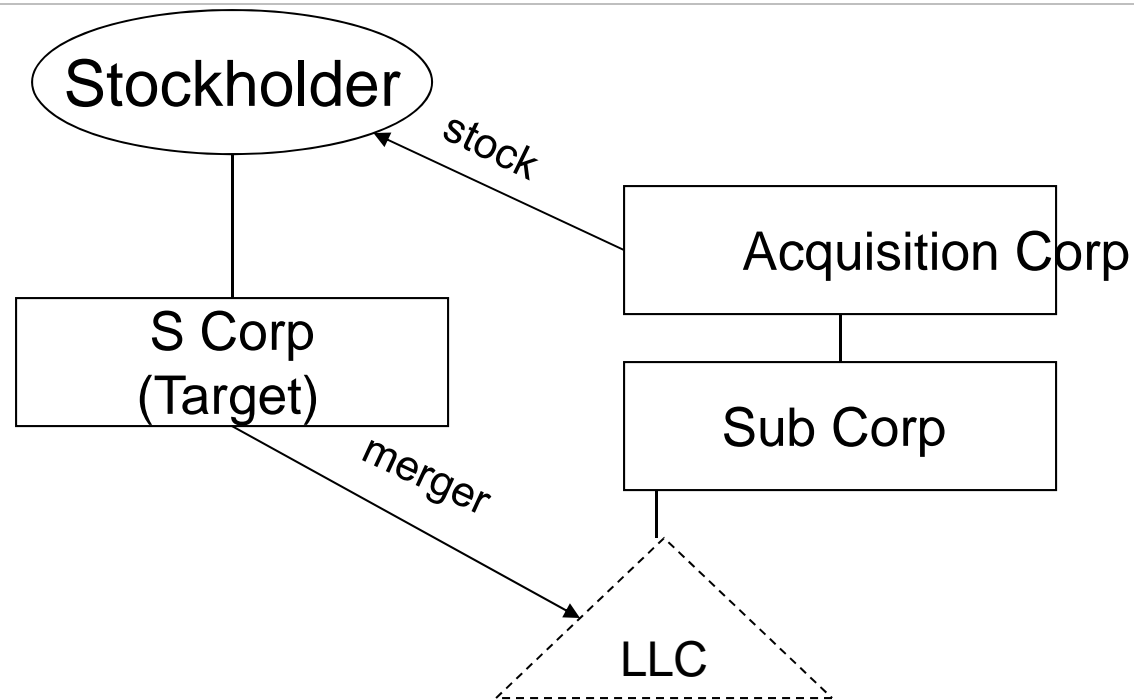 Stockholder
stock
Acquisition Corp
S Corp
(Target)
Sub Corp
merger
LLC